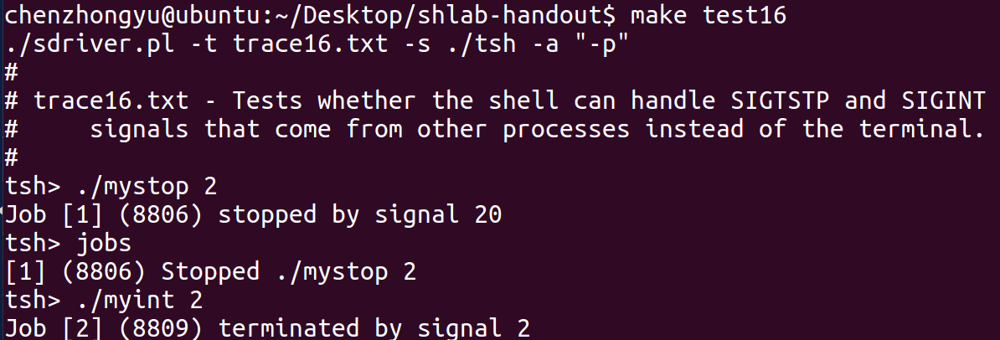 chenzhongyu@ubuntu:~/Desktop/shlab-handout$ make test16
./sdriver.pl -t trace16.txt -s ./tsh -a "-p"
#
# trace16.txt - Tests whether the shell can handle SIGTSTP and SIGINT
#     signals that come from other processes instead of the terminal.
#
tsh> ./mystop 2
Job [1] (8806) stopped by signal 20
tsh> jobs
[1] (8806) Stopped ./mystop 2
tsh> ./myint 2
Job [2] (8809) terminated by signal 2